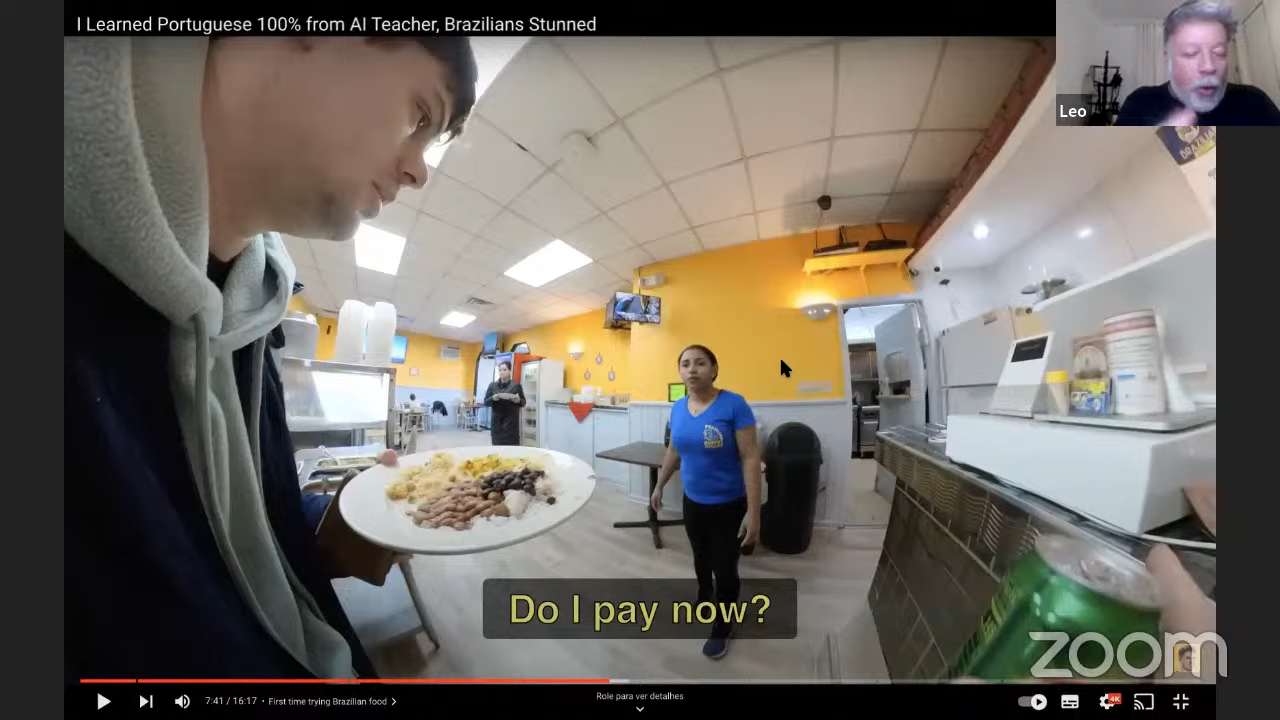 I Learned Portuguese 100% from AI Teacher, Brazilians Stunned
Leo
Do I pay now?
zoom
7:41 / 16:17 • First time trying Brazilian food
Role para ver detalhes
4K